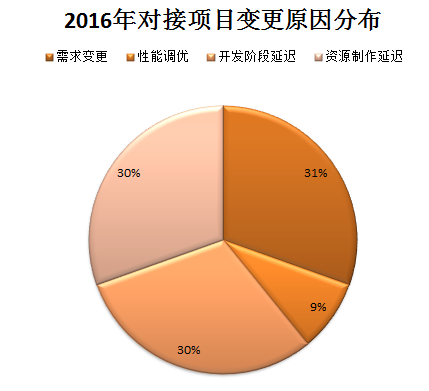 2016年对接项目变更原因分布
需求变更 性能调优 开发阶段延迟 资源制作延迟
30% 31%
9%
30%